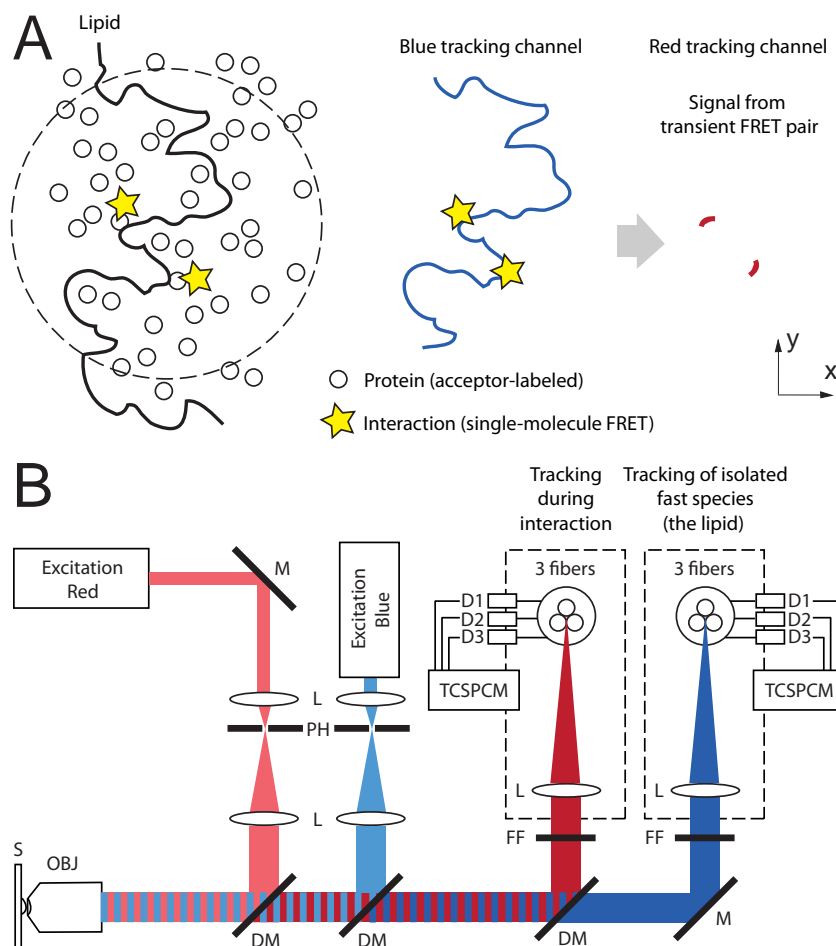 A
Lipid
Blue tracking channel
Red tracking channel
Signal from
transient FRET pair
y
x
Protein (acceptor-labeled)
Interaction (single-molecule FRET)
B
Tracking
during
interaction
Tracking of isolated
fast species
(the lipid)
Excitation
Red
M
Excitation
Blue
3 fibers
3 fibers
D1
D2
D3
D1
D2
D3
TCSPCM
TCSPCM
L
PH
L
L
L
FF
FF
S
OBJ
DM
DM
DM
M